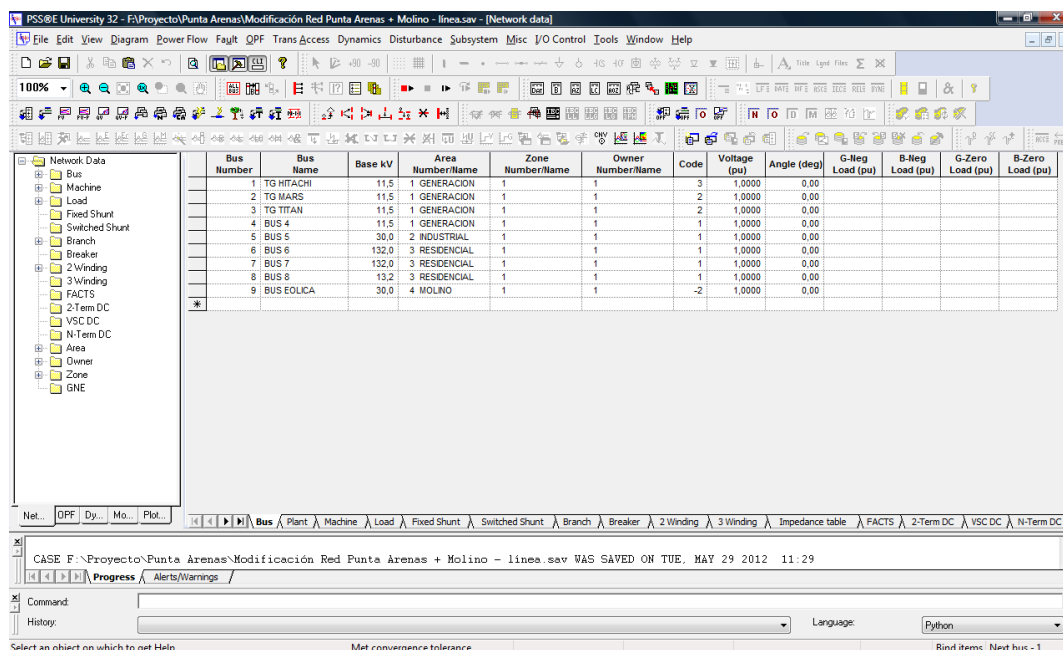 PSS®E University 32 - F:\Proyecto\Punta Arenas\Modificación Red Punta Arenas + Molino - línea.sav - [Network data]
File Edit View Diagram Power Flow Fault OPF Trans Access Dynamics Disturbance Subsystem Misc I/O Control Tools Window Help
100%
Network Data
Bus
Machine
Load
Fixed Shunt
Switched Shunt
Branch
Breaker
2 Winding
3 Winding
FACTS
2-Term DC
VSC DC
N-Term DC
Area
Owner
Zone
GNE
Net... OPF Dy... Mo... Plot...
Bus Number Bus Name Base kV Area Number/Name Zone Number/Name Owner Number/Name Code Voltage (pu) Angle (deg) G-Neg Load (pu) B-Neg Load (pu) G-Zero Load (pu) B-Zero Load (pu)
1 TG HITACHI 11,5 1 GENERACION 1 1 3 1,0000 0,00
2 TG MARS 11,5 1 GENERACION 1 1 2 1,0000 0,00
3 TG TITAN 11,5 1 GENERACION 1 1 2 1,0000 0,00
4 BUS 4 11,5 1 GENERACION 1 1 1 1,0000 0,00
5 BUS 5 30,0 2 INDUSTRIAL 1 1 1 1,0000 0,00
6 BUS 6 132,0 3 RESIDENCIAL 1 1 1 1,0000 0,00
7 BUS 7 132,0 3 RESIDENCIAL 1 1 1 1,0000 0,00
8 BUS 8 13,2 3 RESIDENCIAL 1 1 1 1,0000 0,00
9 BUS EOLICA 30,0 4 MOLINO 1 1 -2 1,0000 0,00
*
Bus Plant Machine Load Fixed Shunt Switched Shunt Branch Breaker 2 Winding 3 Winding Impedance table FACTS 2-Term DC VSC DC N-Term DC
CASE F:\Proyecto\Punta Arenas\Modificación Red Punta Arenas + Molino - línea.sav WAS SAVED ON TUE, MAY 29 2012 11:29
Progress Alerts/Warnings
Command:
History: Language: Python
Select an object on which to get Help Met convergence tolerance Bind items Next bus - 1